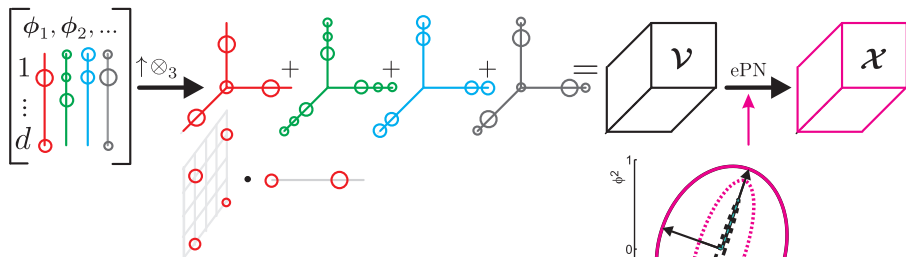 ϕ₁, ϕ₂, ...
1
⋮
d
↑⊗₃
+ + + =
𝒱
ePN
𝒳
1
ϕ²
0